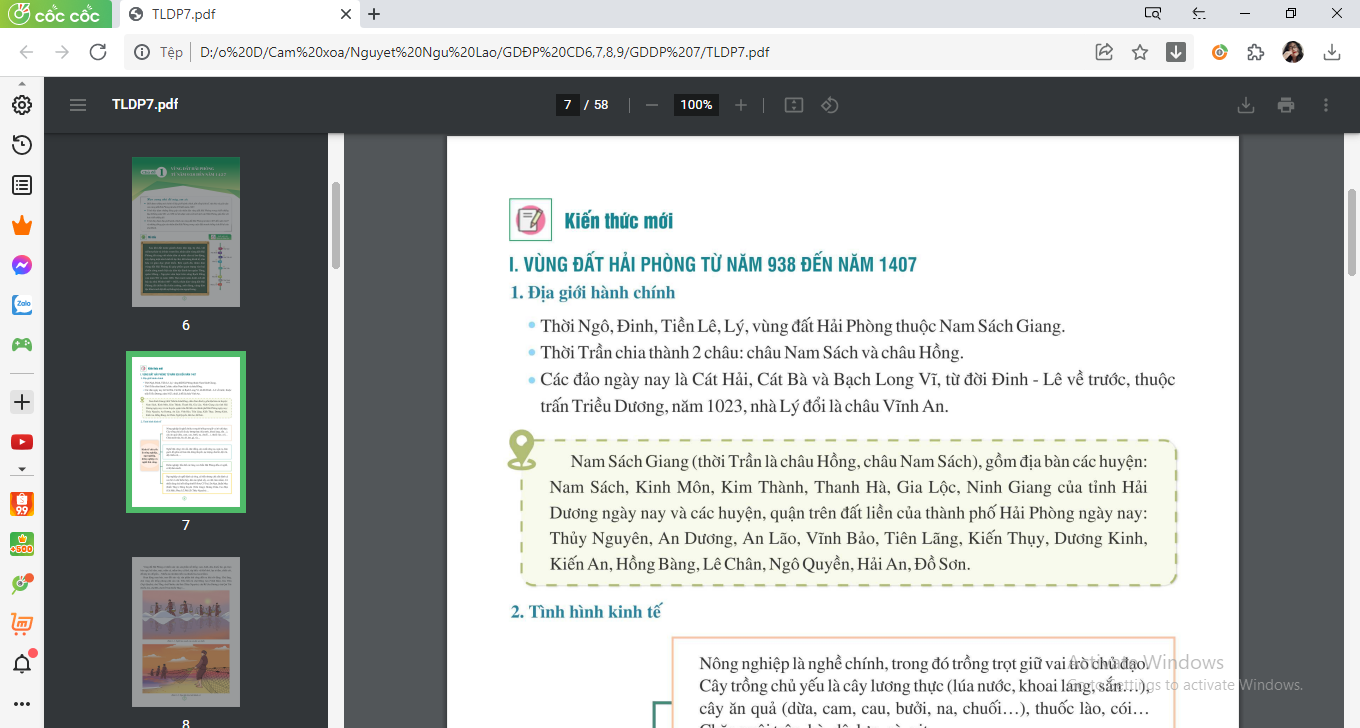 cốc cốc
TLDP7.pdf
Tệp
D:/o%20D/Cam%20xoa/Nguyet%20Ngu%20Lao/GDĐP%20CD6,7,8,9/GDDP%207/TLDP7.pdf
TLDP7.pdf
7 / 58
100%
6
7
8
Zalo
99
+500
Kiến thức mới
I. VÙNG ĐẤT HẢI PHÒNG TỪ NĂM 938 ĐẾN NĂM 1407
1. Địa giới hành chính
• Thời Ngô, Đinh, Tiền Lê, Lý, vùng đất Hải Phòng thuộc Nam Sách Giang.
• Thời Trần chia thành 2 châu: châu Nam Sách và châu Hồng.
• Các đảo ngày nay là Cát Hải, Cát Bà và Bạch Long Vĩ, từ đời Đinh - Lê về trước, thuộc
trấn Triều Dương, năm 1023, nhà Lý đổi là châu Vĩnh An.
Nam Sách Giang (thời Trần là châu Hồng, châu Nam Sách), gồm địa bàn các huyện:
Nam Sách, Kinh Môn, Kim Thành, Thanh Hà, Gia Lộc, Ninh Giang của tỉnh Hải
Dương ngày nay và các huyện, quận trên đất liền của thành phố Hải Phòng ngày nay:
Thủy Nguyên, An Dương, An Lão, Vĩnh Bảo, Tiên Lãng, Kiến Thụy, Dương Kinh,
Kiến An, Hồng Bàng, Lê Chân, Ngô Quyền, Hải An, Đồ Sơn.
2. Tình hình kinh tế
Nông nghiệp là nghề chính, trong đó trồng trọt giữ vai trò chủ đạo.
Cây trồng chủ yếu là cây lương thực (lúa nước, khoai lang, sắn…),
cây ăn quả (dừa, cam, cau, bưởi, na, chuối…), thuốc lào, cói…
Activate Windows
Go to Settings to activate Windows.